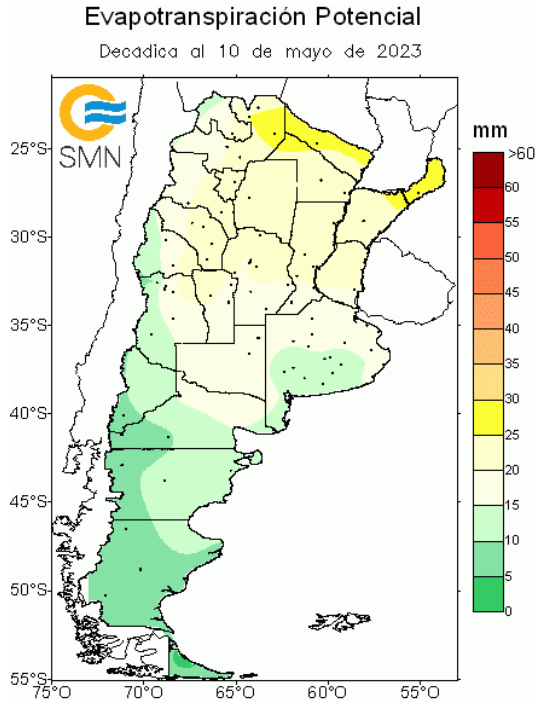 Evapotranspiración Potencial
Decádica al 10 de mayo de 2023
SMN
mm
>60
60
55
50
45
40
35
30
25
20
15
10
5
0
25°S
30°S
35°S
40°S
45°S
50°S
55°S
75°O 70°O 65°O 60°O 55°O